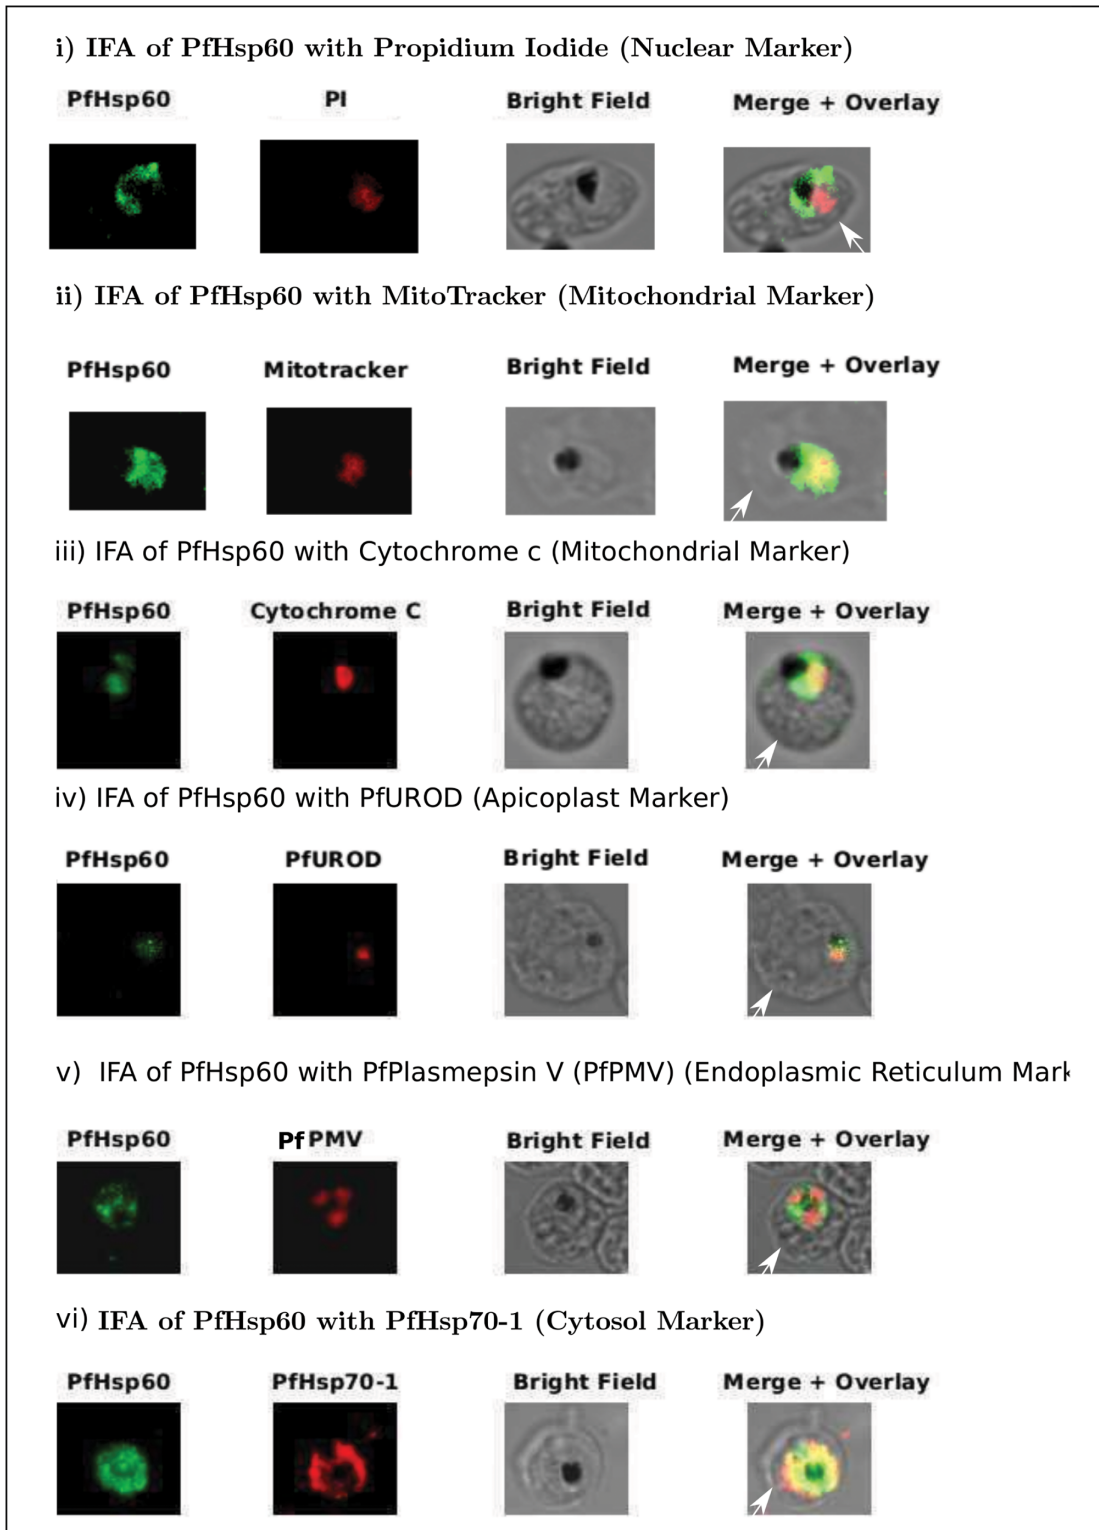 i) IFA of PfHsp60 with Propidium Iodide (Nuclear Marker)
PfHsp60 PI Bright Field Merge + Overlay
ii) IFA of PfHsp60 with MitoTracker (Mitochondrial Marker)
PfHsp60 Mitotracker Bright Field Merge + Overlay
iii) IFA of PfHsp60 with Cytochrome c (Mitochondrial Marker)
PfHsp60 Cytochrome C Bright Field Merge + Overlay
iv) IFA of PfHsp60 with PfUROD (Apicoplast Marker)
PfHsp60 PfUROD Bright Field Merge + Overlay
v) IFA of PfHsp60 with PfPlasmepsin V (PfPMV) (Endoplasmic Reticulum Mark
PfHsp60 Pf PMV Bright Field Merge + Overlay
vi) IFA of PfHsp60 with PfHsp70-1 (Cytosol Marker)
PfHsp60 PfHsp70-1 Bright Field Merge + Overlay